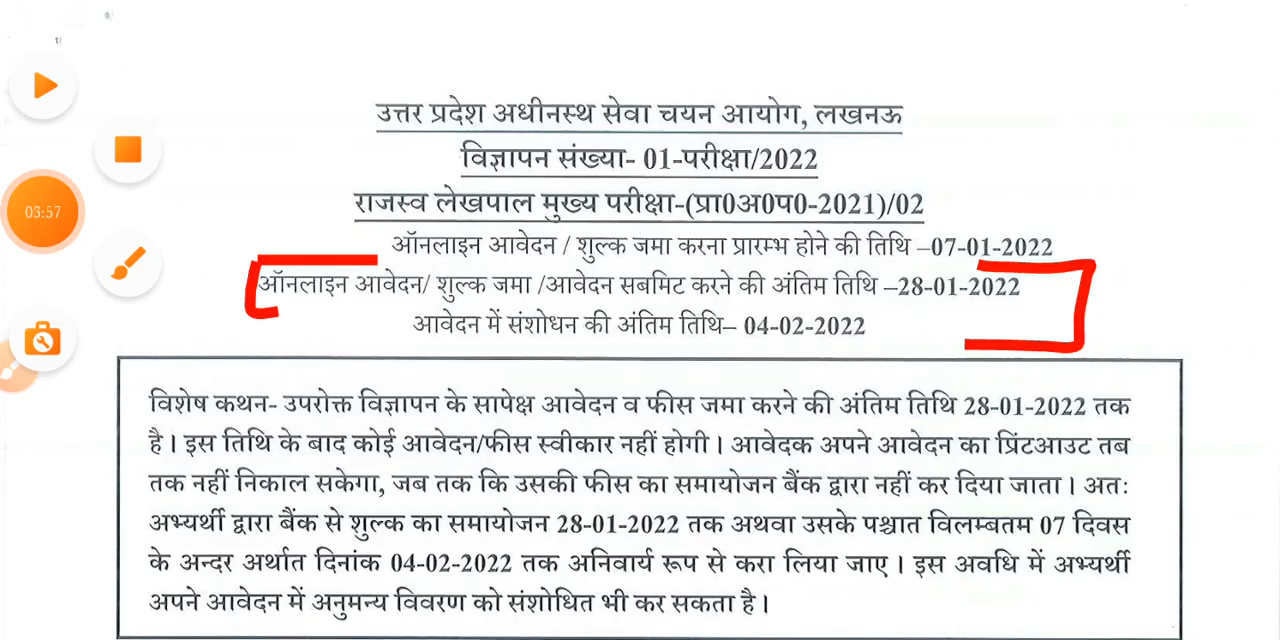 उत्तर प्रदेश अधीनस्थ सेवा चयन आयोग, लखनऊ
विज्ञापन संख्या- 01-परीक्षा/2022
राजस्व लेखपाल मुख्य परीक्षा-(प्रा0अ0प0-2021)/02
ऑनलाइन आवेदन / शुल्क जमा करना प्रारम्भ होने की तिथि –07-01-2022
ऑनलाइन आवेदन/ शुल्क जमा /आवेदन सबमिट करने की अंतिम तिथि –28-01-2022
आवेदन में संशोधन की अंतिम तिथि– 04-02-2022
03:57
विशेष कथन- उपरोक्त विज्ञापन के सापेक्ष आवेदन व फीस जमा करने की अंतिम तिथि 28-01-2022 तक
है। इस तिथि के बाद कोई आवेदन/फीस स्वीकार नहीं होगी। आवेदक अपने आवेदन का प्रिंटआउट तब
तक नहीं निकाल सकेगा, जब तक कि उसकी फीस का समायोजन बैंक द्वारा नहीं कर दिया जाता। अतः
अभ्यर्थी द्वारा बैंक से शुल्क का समायोजन 28-01-2022 तक अथवा उसके पश्चात विलम्बतम 07 दिवस
के अन्दर अर्थात दिनांक 04-02-2022 तक अनिवार्य रूप से करा लिया जाए। इस अवधि में अभ्यर्थी
अपने आवेदन में अनुमन्य विवरण को संशोधित भी कर सकता है।